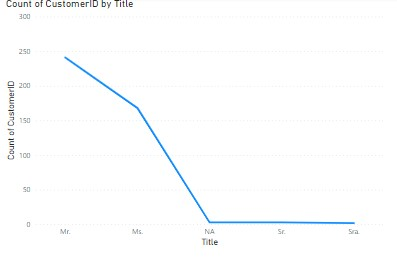 Count of CustomerID by Title
300
250
200
150
100
50
0
Count of CustomerID
Mr. Ms. NA Sr. Sra.
Title